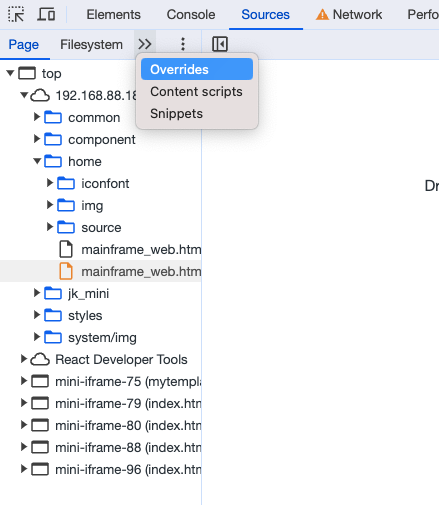 Elements Console Sources Network Perfo
Page Filesystem
Overrides
Content scripts
Snippets
top
192.168.88.18
common
component
home
iconfont
img
source
mainframe_web.htm
mainframe_web.htm
jk_mini
styles
system/img
React Developer Tools
mini-iframe-75 (mytempla
mini-iframe-79 (index.htm
mini-iframe-80 (index.htm
mini-iframe-88 (index.htm
mini-iframe-96 (index.htm
Dr